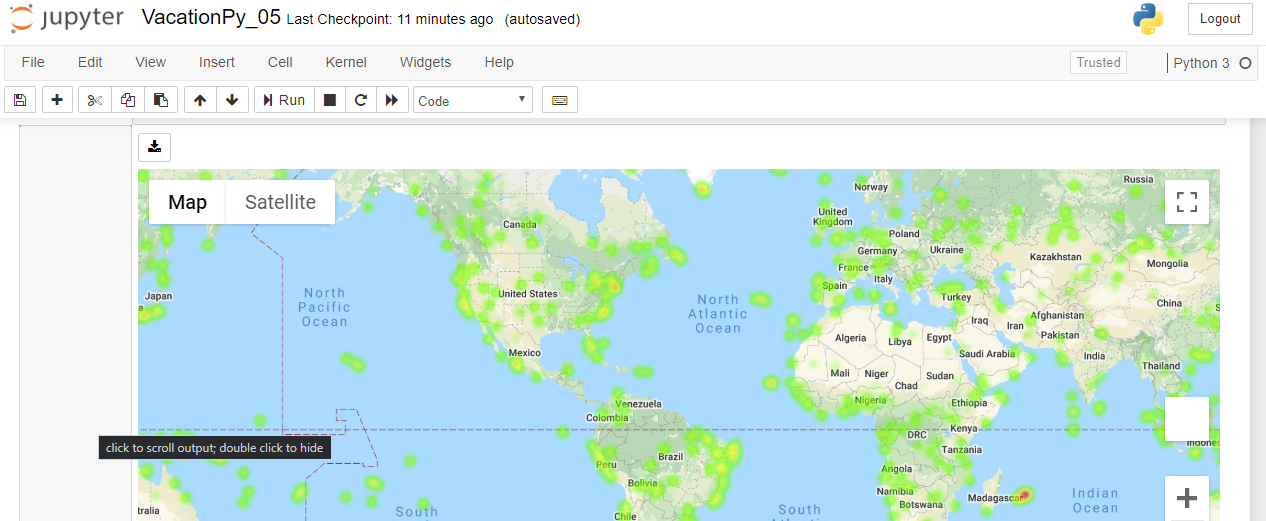 jupyter VacationPy_05 Last Checkpoint: 11 minutes ago (autosaved)
Logout
File Edit View Insert Cell Kernel Widgets Help
Trusted
Python 3
Run
Code
Map Satellite
Russia
Norway
Canada
United
Kingdom
Poland
Germany
Ukraine
Kazakhstan
Mongolia
France
Italy
Spain
Japan
North
Pacific
Ocean
United States
North
Atlantic
Ocean
Turkey
China
Afghanistan
Iraq
Iran
Pakistan
Algeria
Libya
Egypt
Mexico
Saudi Arabia
India
Thailand
Mali
Niger
Sudan
Chad
Venezuela
Nigeria
Ethiopia
Colombia
DRC
Kenya
click to scroll output; double click to hide
Indones
Tanzania
Peru
Brazil
Angola
Bolivia
Namibia
Botswana
Madagascar
Indian
Ocean
tralia
South
South
Chile